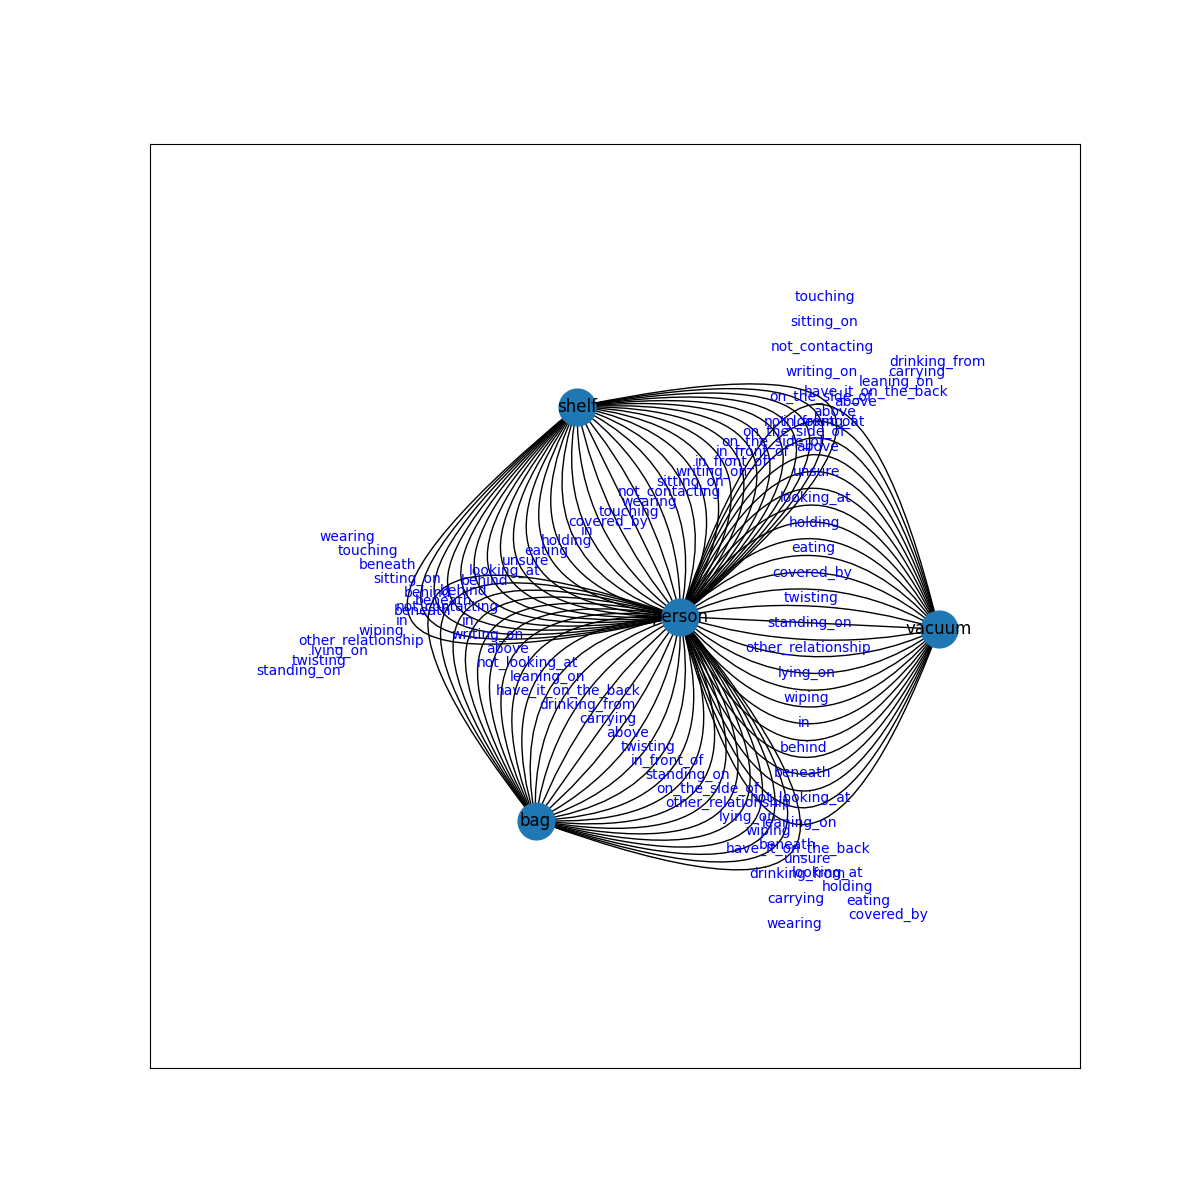 touching
sitting_on
not_contacting
drinking_from
writing_on
carrying
leaning_on
have_it_on_the_back
on_the_side_of
above
shelf
above
not_looking_at
in_front_of
on_the_side_of
on_the_side_of
above
in_front_of
in_front_of
writing_on
unsure
sitting_on
not_contacting
looking_at
wearing
touching
covered_by
holding
in
wearing
holding
eating
touching
eating
unsure
beneath
looking_at
covered_by
sitting_on
behind
behind
behind
beneath
twisting
not_contacting
beneath
person
in
in
standing_on
vacuum
wiping
writing_on
other_relationship
above
other_relationship
lying_on
twisting
not_looking_at
standing_on
lying_on
leaning_on
have_it_on_the_back
wiping
drinking_from
carrying
in
above
twisting
behind
in_front_of
standing_on
beneath
on_the_side_of
not_looking_at
other_relationship
lying_on
bag
leaning_on
wiping
beneath
have_it_on_the_back
unsure
drinking_from
looking_at
holding
carrying
eating
covered_by
wearing